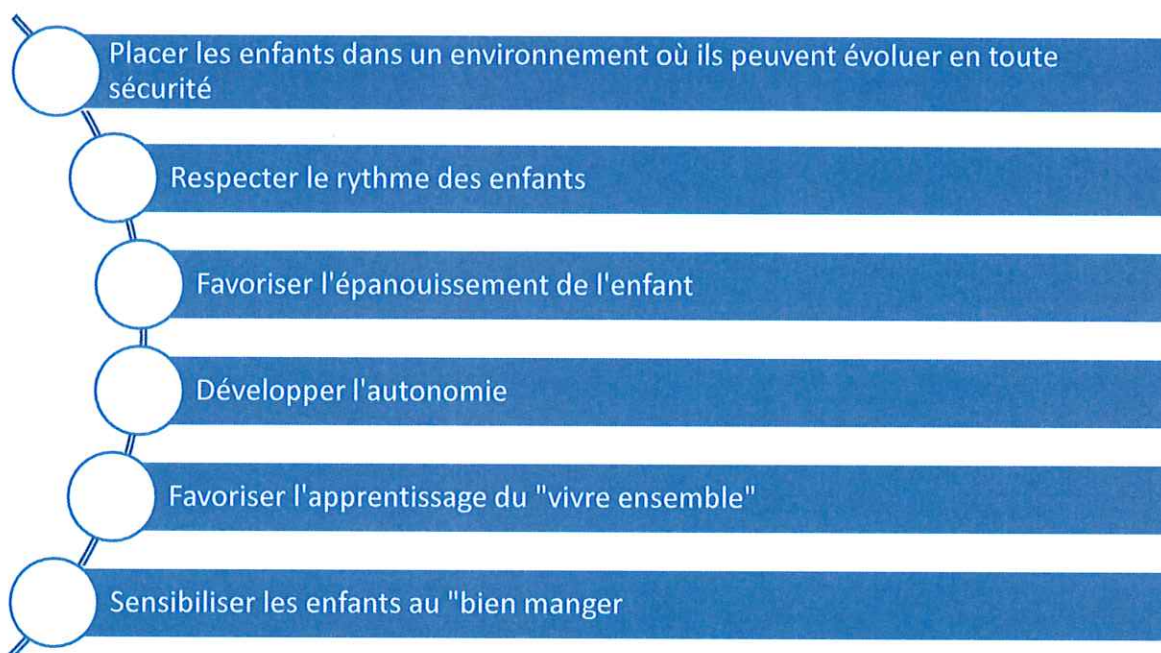 Placer les enfants dans un environnement où ils peuvent évoluer en toute
sécurité
Respecter le rythme des enfants
Favoriser l'épanouissement de l'enfant
Développer l'autonomie
Favoriser l'apprentissage du "vivre ensemble"
Sensibiliser les enfants au "bien manger